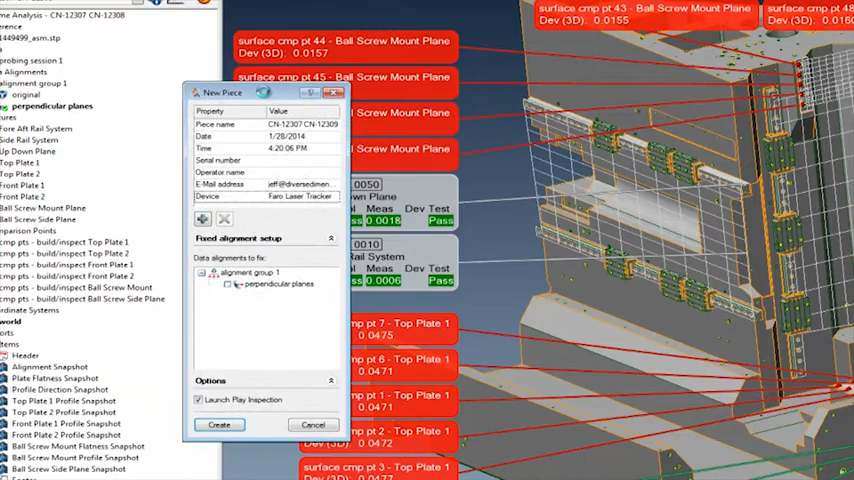 me Analysis - CN-12307 CN-12308
erence
1449499_asm.stp
probing session 1
a Alignments
alignment group 1
original
perpendicular planes
tures
Fore Aft Rail System
Side Rail System
Up Down Plane
Top Plate 1
Top Plate 2
Front Plate 1
Front Plate 2
Ball Screw Mount Plane
Ball Screw Side Plane
cmp pts - build/inspect Top Plate 1
cmp pts - build/inspect Top Plate 2
cmp pts - build/inspect Front Plate 1
cmp pts - build/inspect Front Plate 2
cmp pts - build/inspect Ball Screw Mount
cmp pts - build/inspect Ball Screw Side Plane
ordinate Systems
world
orts
Items
Header
Alignment Snapshot
Plate Flatness Snapshot
Profile Direction Snapshot
Top Plate 1 Profile Snapshot
Top Plate 2 Profile Snapshot
Front Plate 1 Profile Snapshot
Front Plate 2 Profile Snapshot
Ball Screw Mount Flatness Snapshot
Ball Screw Mount Profile Snapshot
Ball Screw Side Plane Snapshot
New Piece
Property Value
Piece name CN-12307 CN-12309
Date 1/28/2014
Time 4:20:06 PM
Serial number
Operator name
E-Mail address jeff@diversedimen...
Device Faro Laser Tracker
Fixed alignment setup
Data alignments to fix:
alignment group 1
perpendicular planes
Options
Launch Play Inspection
Create Cancel
surface cmp pt 43 - Ball Screw Mount Plane
Dev (3D): 0.0155
surface cmp pt 48
Dev (3D): 0.016
surface cmp pt 44 - Ball Screw Mount Plane
Dev (3D): 0.0157
surface cmp pt 45 - Ball Screw Mount Plane
Screw Mount Plane
Screw Mount Plane
.0050
own Plane
ol Meas Dev Test
0.0018 Pass
0010
Rail System
ol Meas Dev Test
0.0006 Pass
cmp pt 7 - Top Plate 1
0.0475
cmp pt 6 - Top Plate 1
0.0471
cmp pt 1 - Top Plate 1
0.0471
cmp pt 2 - Top Plate 1
0.0472
surface cmp pt 3 - Top Plate 1
Dev (3D): 0.0477